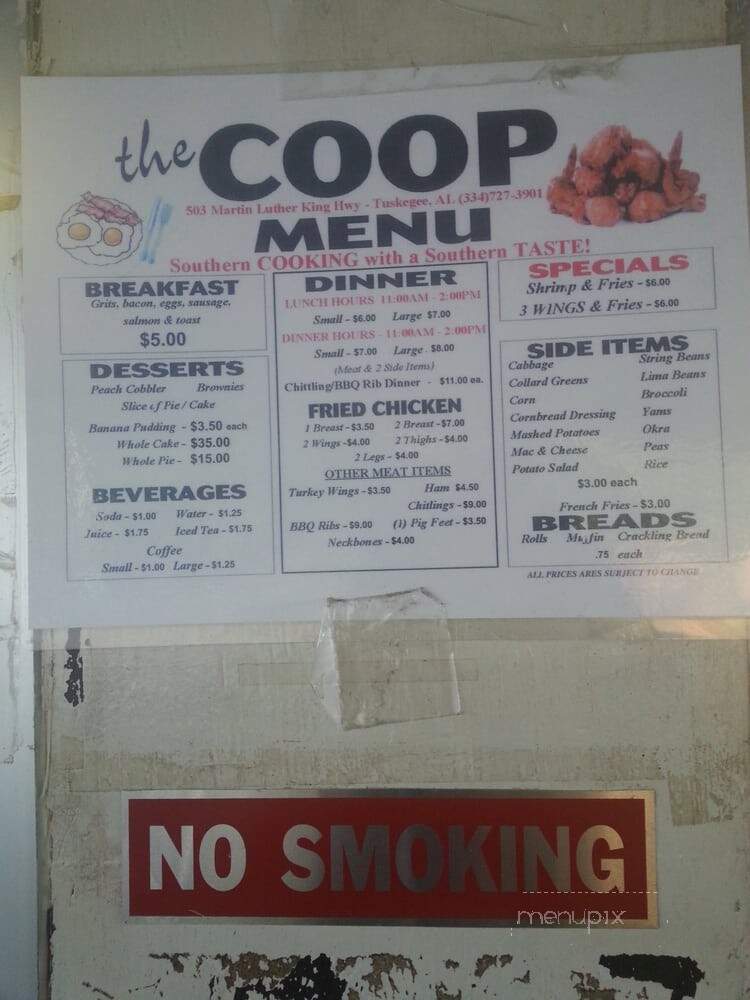 the COOP
503 Martin Luther King Hwy - Tuskegee, AL (334)727-3901
MENU
Southern COOKING with a Southern TASTE!
BREAKFAST
Grits, bacon, eggs, sausage,
salmon & toast
$5.00
DESSERTS
Peach Cobbler Brownies
Slice of Pie / Cake
Banana Pudding - $3.50 each
Whole Cake - $35.00
Whole Pie - $15.00
BEVERAGES
Soda - $1.00 Water - $1.25
Juice - $1.75 Iced Tea - $1.75
Coffee
Small - $1.00 Large - $1.25
DINNER
LUNCH HOURS 11:00AM - 2:00PM
Small - $6.00 Large $7.00
DINNER HOURS - 11:00AM - 2:00PM
Small - $7.00 Large - $8.00
(Meat & 2 Side Items)
Chittling/BBQ Rib Dinner - $11.00 ea.
FRIED CHICKEN
1 Breast - $3.50 2 Breast - $7.00
2 Wings - $4.00 2 Thighs - $4.00
2 Legs - $4.00
OTHER MEAT ITEMS
Turkey Wings - $3.50 Ham $4.50
Chitlings - $9.00
BBQ Ribs - $9.00 (1) Pig Feet - $3.50
Neckbones - $4.00
SPECIALS
Shrimp & Fries - $6.00
3 WINGS & Fries - $6.00
SIDE ITEMS
Cabbage String Beans
Collard Greens Lima Beans
Corn Broccoli
Cornbread Dressing Yams
Mashed Potatoes Okra
Mac & Cheese Peas
Potato Salad Rice
$3.00 each
French Fries - $3.00
BREADS
Rolls Muffin Crackling Bread
.75 each
ALL PRICES ARES SUBJECT TO CHANGE
NO SMOKING
menupix